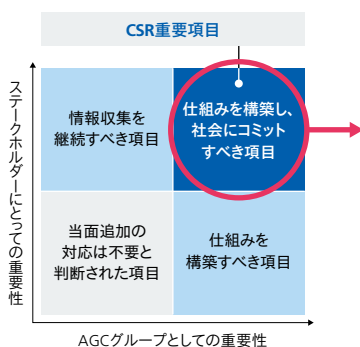 CSR重要項目
ステークホルダーにとっての重要性
情報収集を
継続すべき項目
仕組みを構築し、
社会にコミット
すべき項目
当面追加の
対応は不要と
判断された項目
仕組みを
構築すべき項目
AGCグループとしての重要性